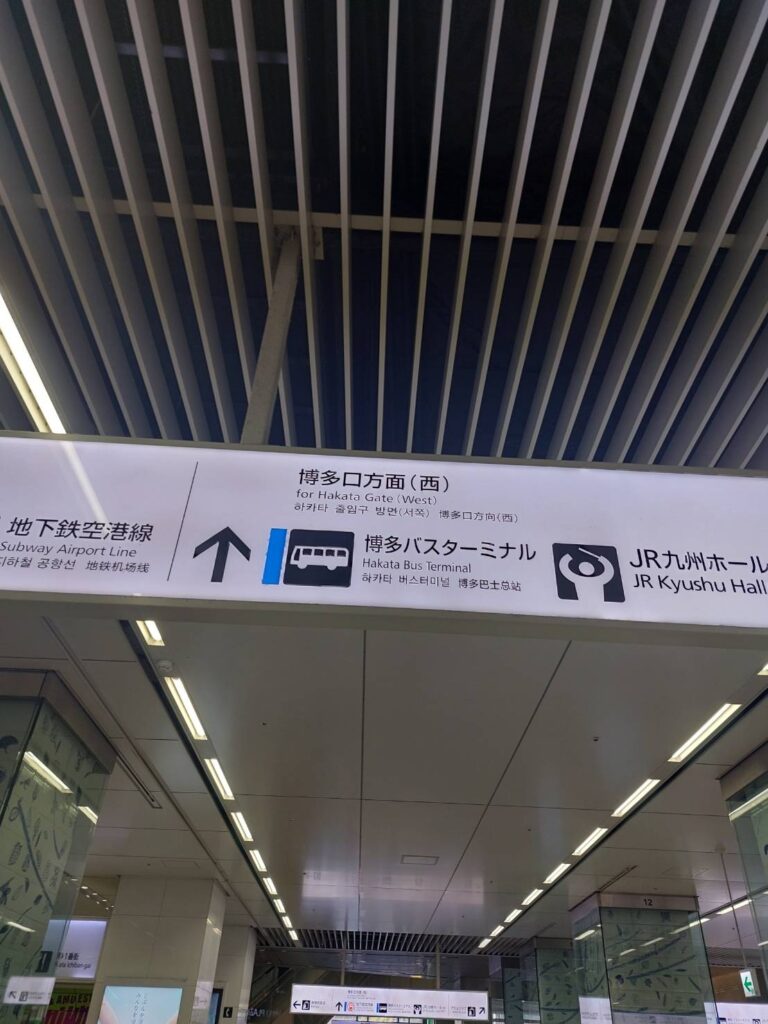 地下鉄空港線
Subway Airport Line
지하철 공항선 地铁机场线
博多口方面(西)
for Hakata Gate (West)
하카타 출입구 방면(서쪽) 博多口方向(西)
博多バスターミナル
Hakata Bus Terminal
하카타 버스터미널 博多巴士总站
JR九州ホール
JR Kyushu Hall
12